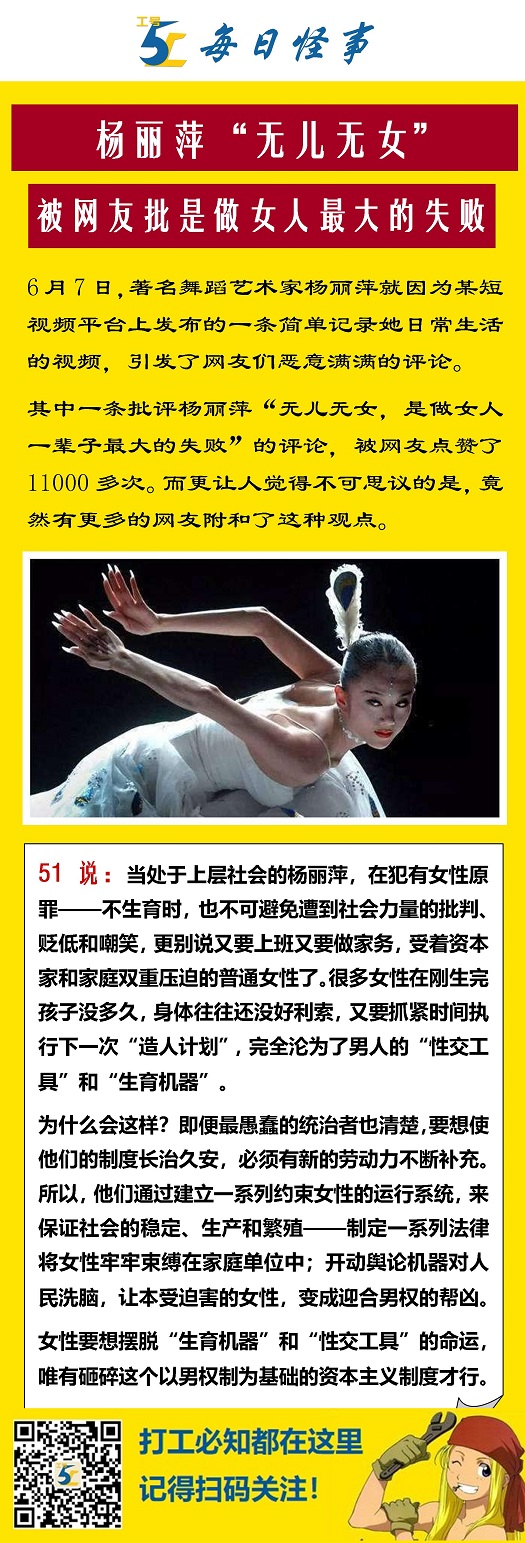 工号
51 每日怪事
杨丽萍“无儿无女”
被网友批是做女人最大的失败
6月7日，著名舞蹈艺术家杨丽萍就因为某短
视频平台上发布的一条简单记录她日常生活
的视频，引发了网友们恶意满满的评论。
其中一条批评杨丽萍“无儿无女，是做女人
一辈子最大的失败”的评论，被网友点赞了
11000多次。而更让人觉得不可思议的是，竟
然有更多的网友附和了这种观点。
51 说：当处于上层社会的杨丽萍，在犯有女性原
罪——不生育时，也不可避免遭到社会力量的批判、
贬低和嘲笑，更别说又要上班又要做家务，受着资本
家和家庭双重压迫的普通女性了。很多女性在刚生完
孩子没多久，身体往往还没好利索，又要抓紧时间执
行下一次“造人计划”，完全沦为了男人的“性交工
具”和“生育机器”。
为什么会这样？即便最愚蠢的统治者也清楚，要想使
他们的制度长治久安，必须有新的劳动力不断补充。
所以，他们通过建立一系列约束女性的运行系统，来
保证社会的稳定、生产和繁殖——制定一系列法律
将女性牢牢束缚在家庭单位中；开动舆论机器对人
民洗脑，让本受迫害的女性，变成迎合男权的帮凶。
女性要想摆脱“生育机器”和“性交工具”的命运，
唯有砸碎这个以男权制为基础的资本主义制度才行。
打工必知都在这里
记得扫码关注！